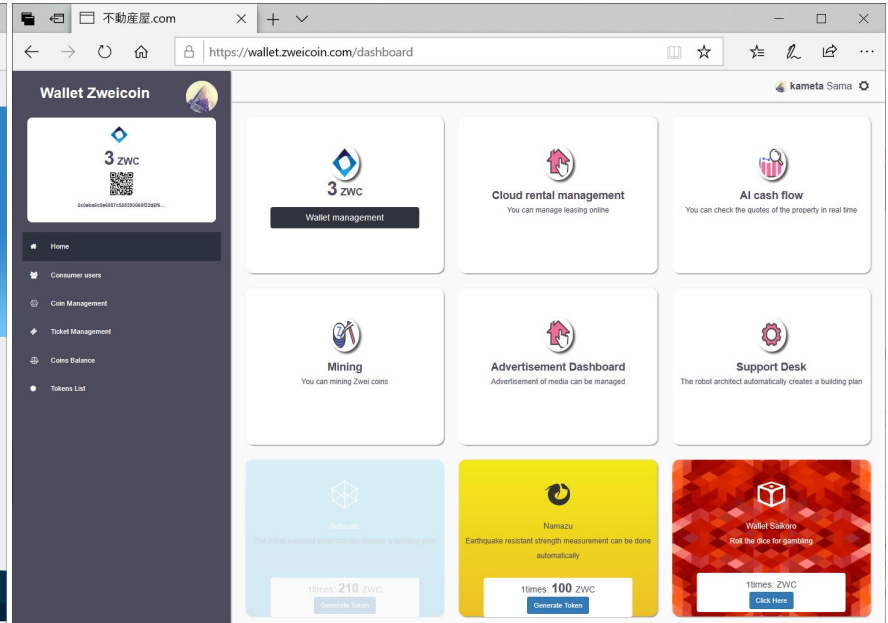 不動産屋.com
https://wallet.zweicoin.com/dashboard
Wallet Zweicoin
kameta Sama
3 ZWC
Home
Consumer users
Coin Management
Ticket Management
Coins Balance
Tokens List
3 ZWC
Wallet management
Cloud rental management
You can manage leasing online
AI cash flow
You can check the quotes of the property in real time
Mining
You can mining Zwei coins
Advertisement Dashboard
Advertisement of media can be managed
Support Desk
The robot architect automatically creates a building plan
The robot architect automatically creates a building plan
1times: 210 ZWC
Generate Token
Namazu
Earthquake resistant strength measurement can be done
automatically
1times: 100 ZWC
Generate Token
Wallet Saikoro
Roll the dice for gambling
1times: ZWC
Click Here